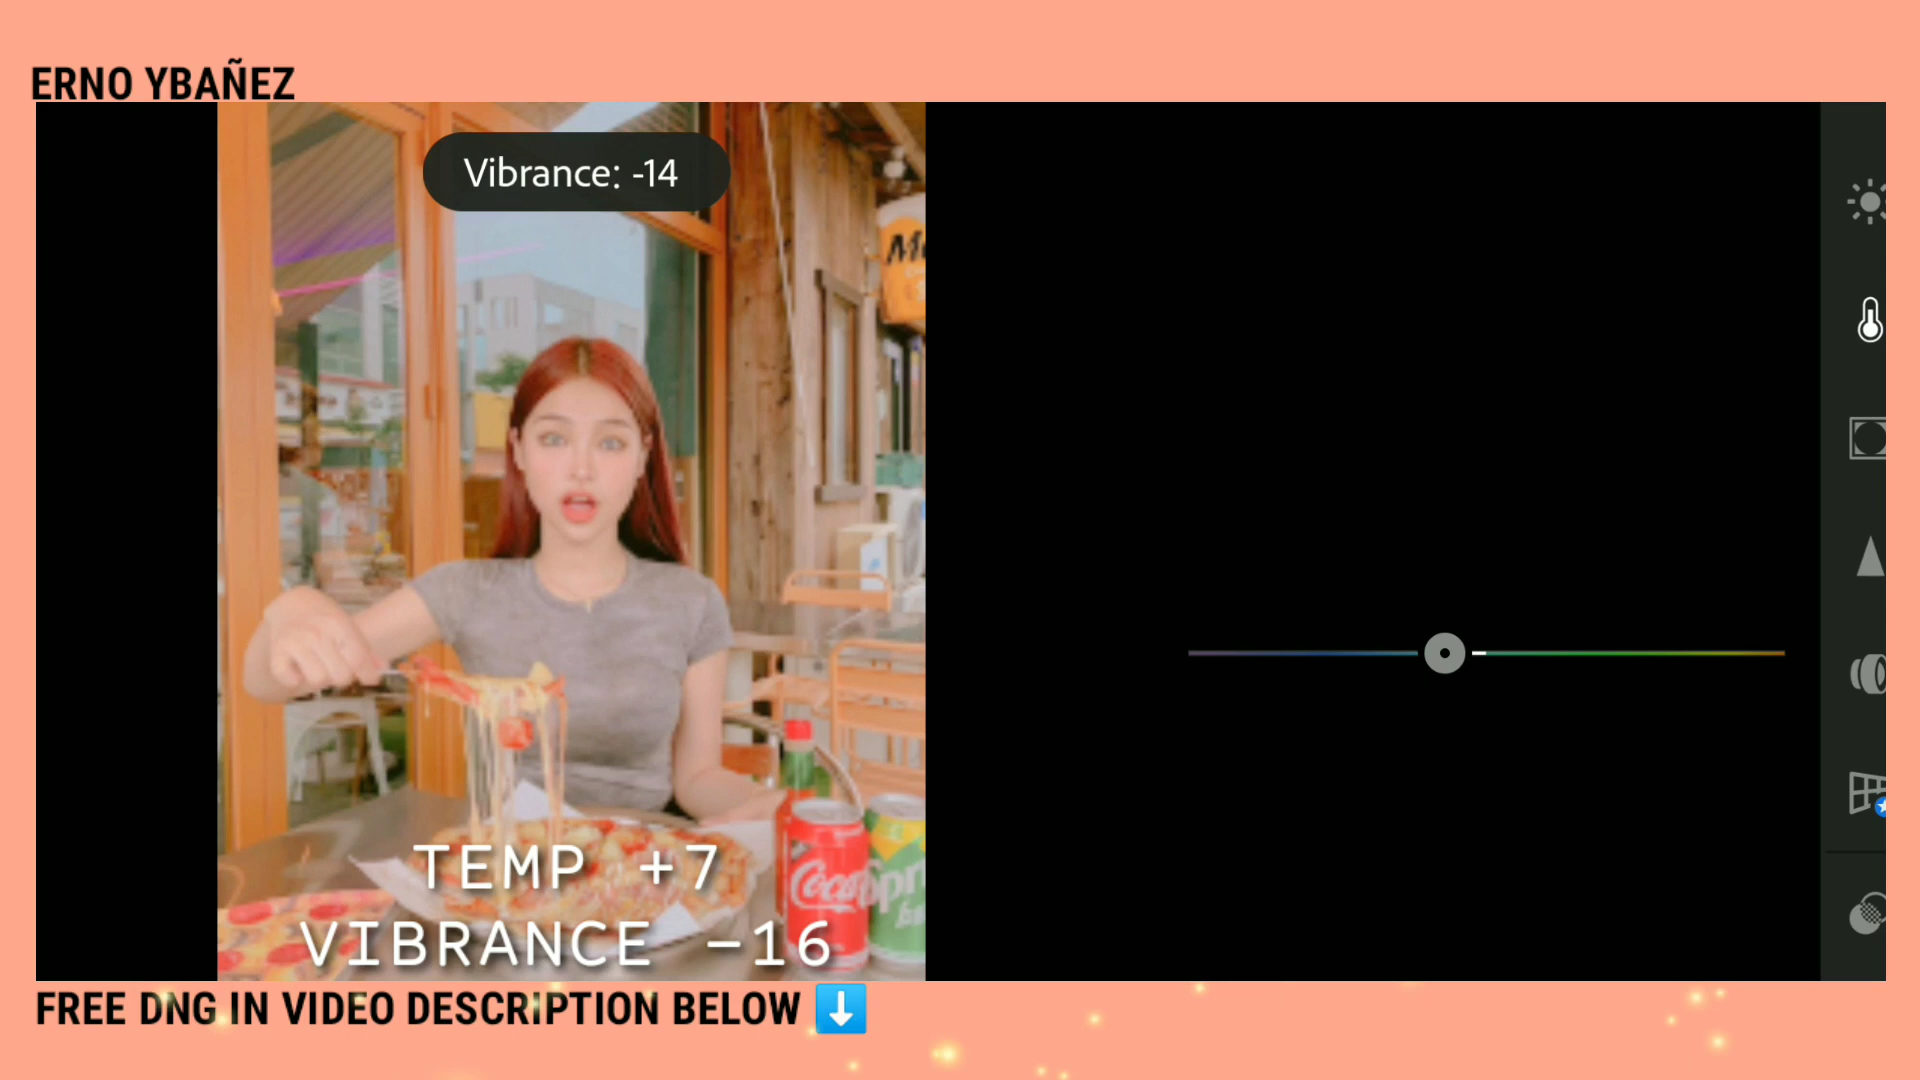 ERNO YBAÑEZ
Vibrance: -14
TEMP +7
VIBRANCE -16
FREE DNG IN VIDEO DESCRIPTION BELOW ⬇️